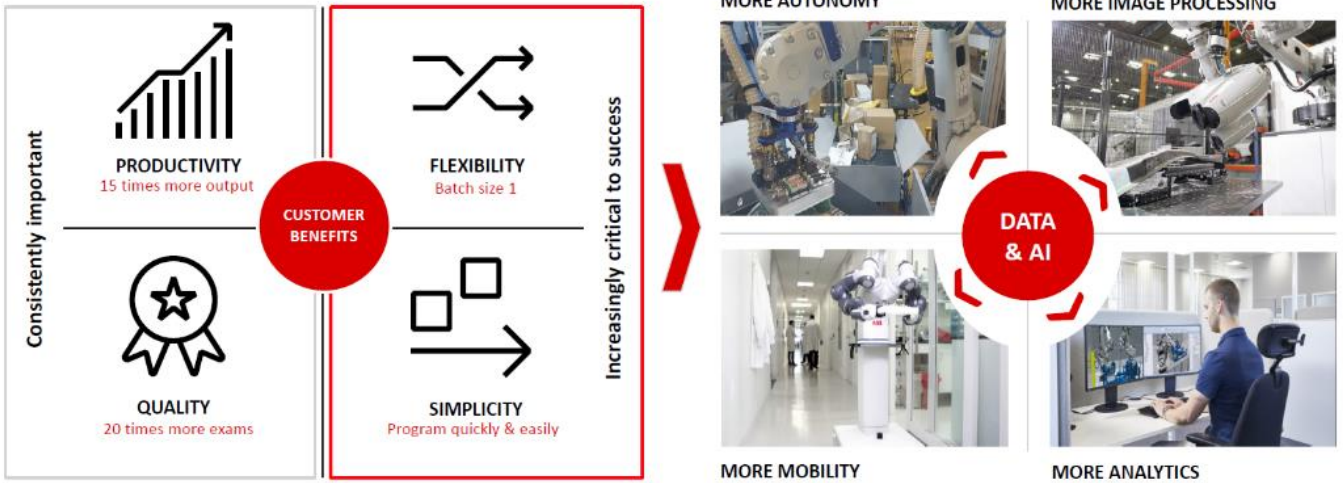 Consistently important
PRODUCTIVITY
15 times more output
FLEXIBILITY
Batch size 1
CUSTOMER
BENEFITS
QUALITY
20 times more exams
SIMPLICITY
Program quickly & easily
Increasingly critical to success
MORE AUTONOMY
MORE IMAGE PROCESSING
DATA
& AI
ABB
MORE MOBILITY
MORE ANALYTICS